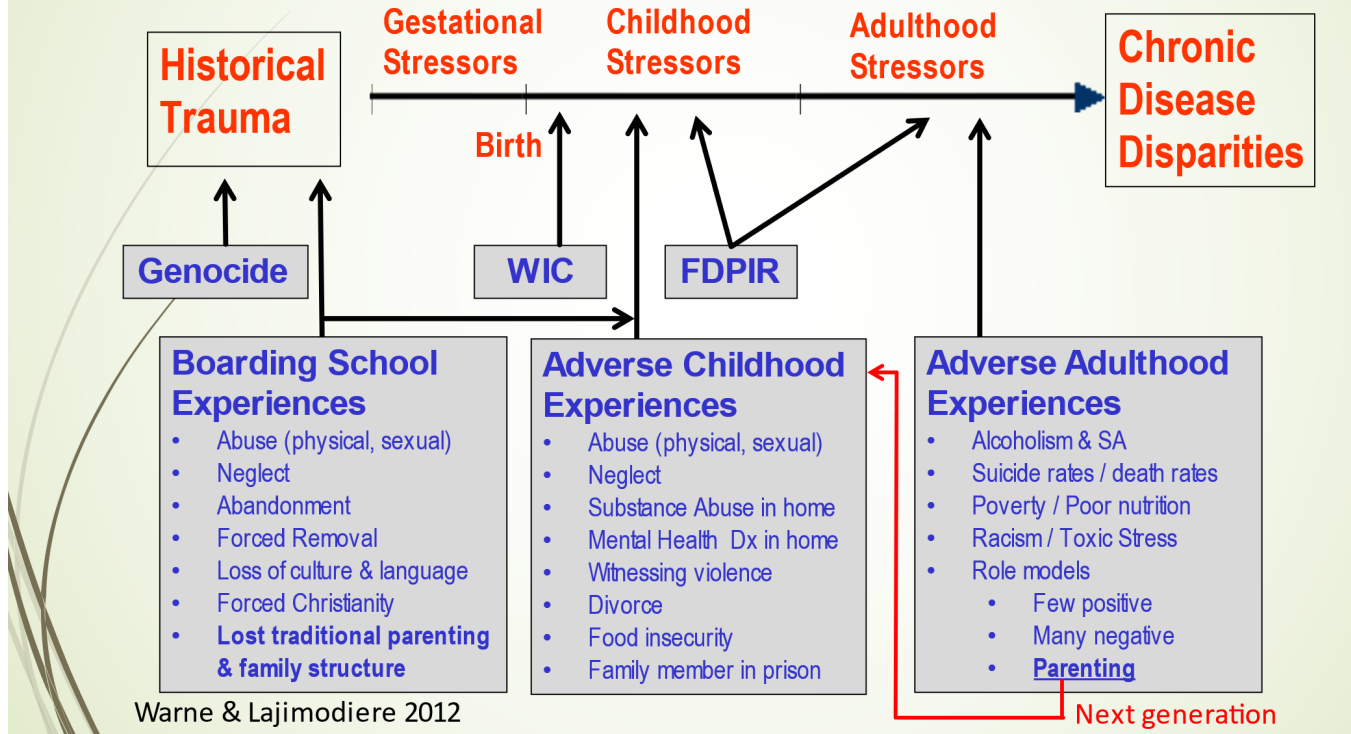 Historical
Trauma
Gestational
Stressors
Childhood
Stressors
Adulthood
Stressors
Chronic
Disease
Disparities
Birth
Genocide
WIC
FDPIR
Boarding School
Experiences
• Abuse (physical, sexual)
• Neglect
• Abandonment
• Forced Removal
• Loss of culture & language
• Forced Christianity
• Lost traditional parenting
& family structure
Adverse Childhood
Experiences
• Abuse (physical, sexual)
• Neglect
• Substance Abuse in home
• Mental Health Dx in home
• Witnessing violence
• Divorce
• Food insecurity
• Family member in prison
Adverse Adulthood
Experiences
• Alcoholism & SA
• Suicide rates / death rates
• Poverty / Poor nutrition
• Racism / Toxic Stress
• Role models
• Few positive
• Many negative
• Parenting
Warne & Lajimodiere 2012
Next generation